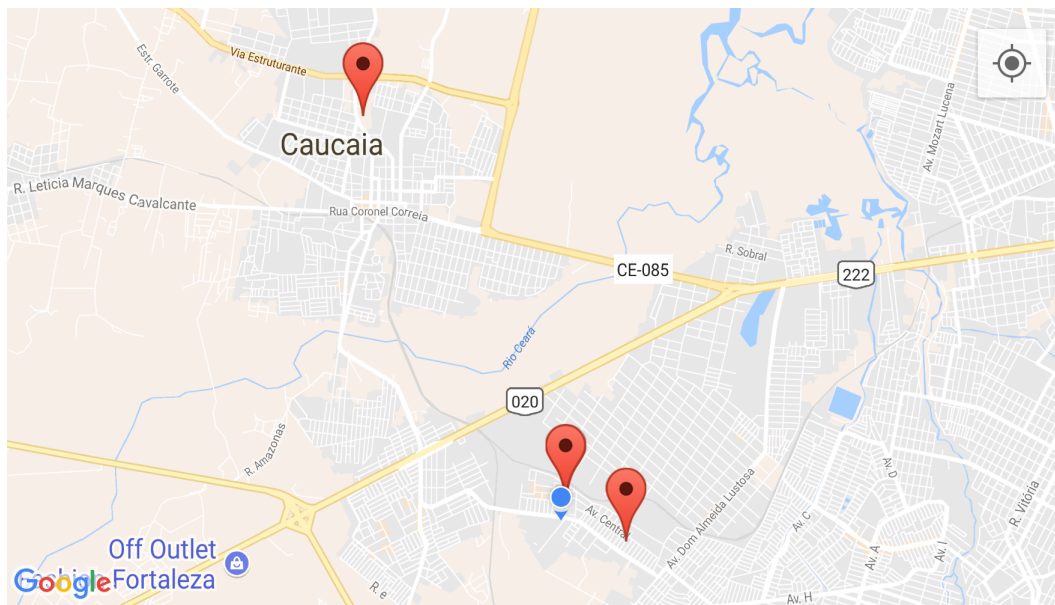 Via Estruturante
Estr. Garrote
Av. Mozart Lucena
Caucaia
R. Leticia Marques Cavalcante
Rua Coronel Correia
R. Sobral
CE-085
222
Rio Ceará
020
R. Amazonas
Av. D
Av. Dom Almeida Lustosa
R. Vitória
Av. Central
Av. C
Av. I
Av. A
Off Outlet
Fashion Fortaleza
Google
R. e
Av. H